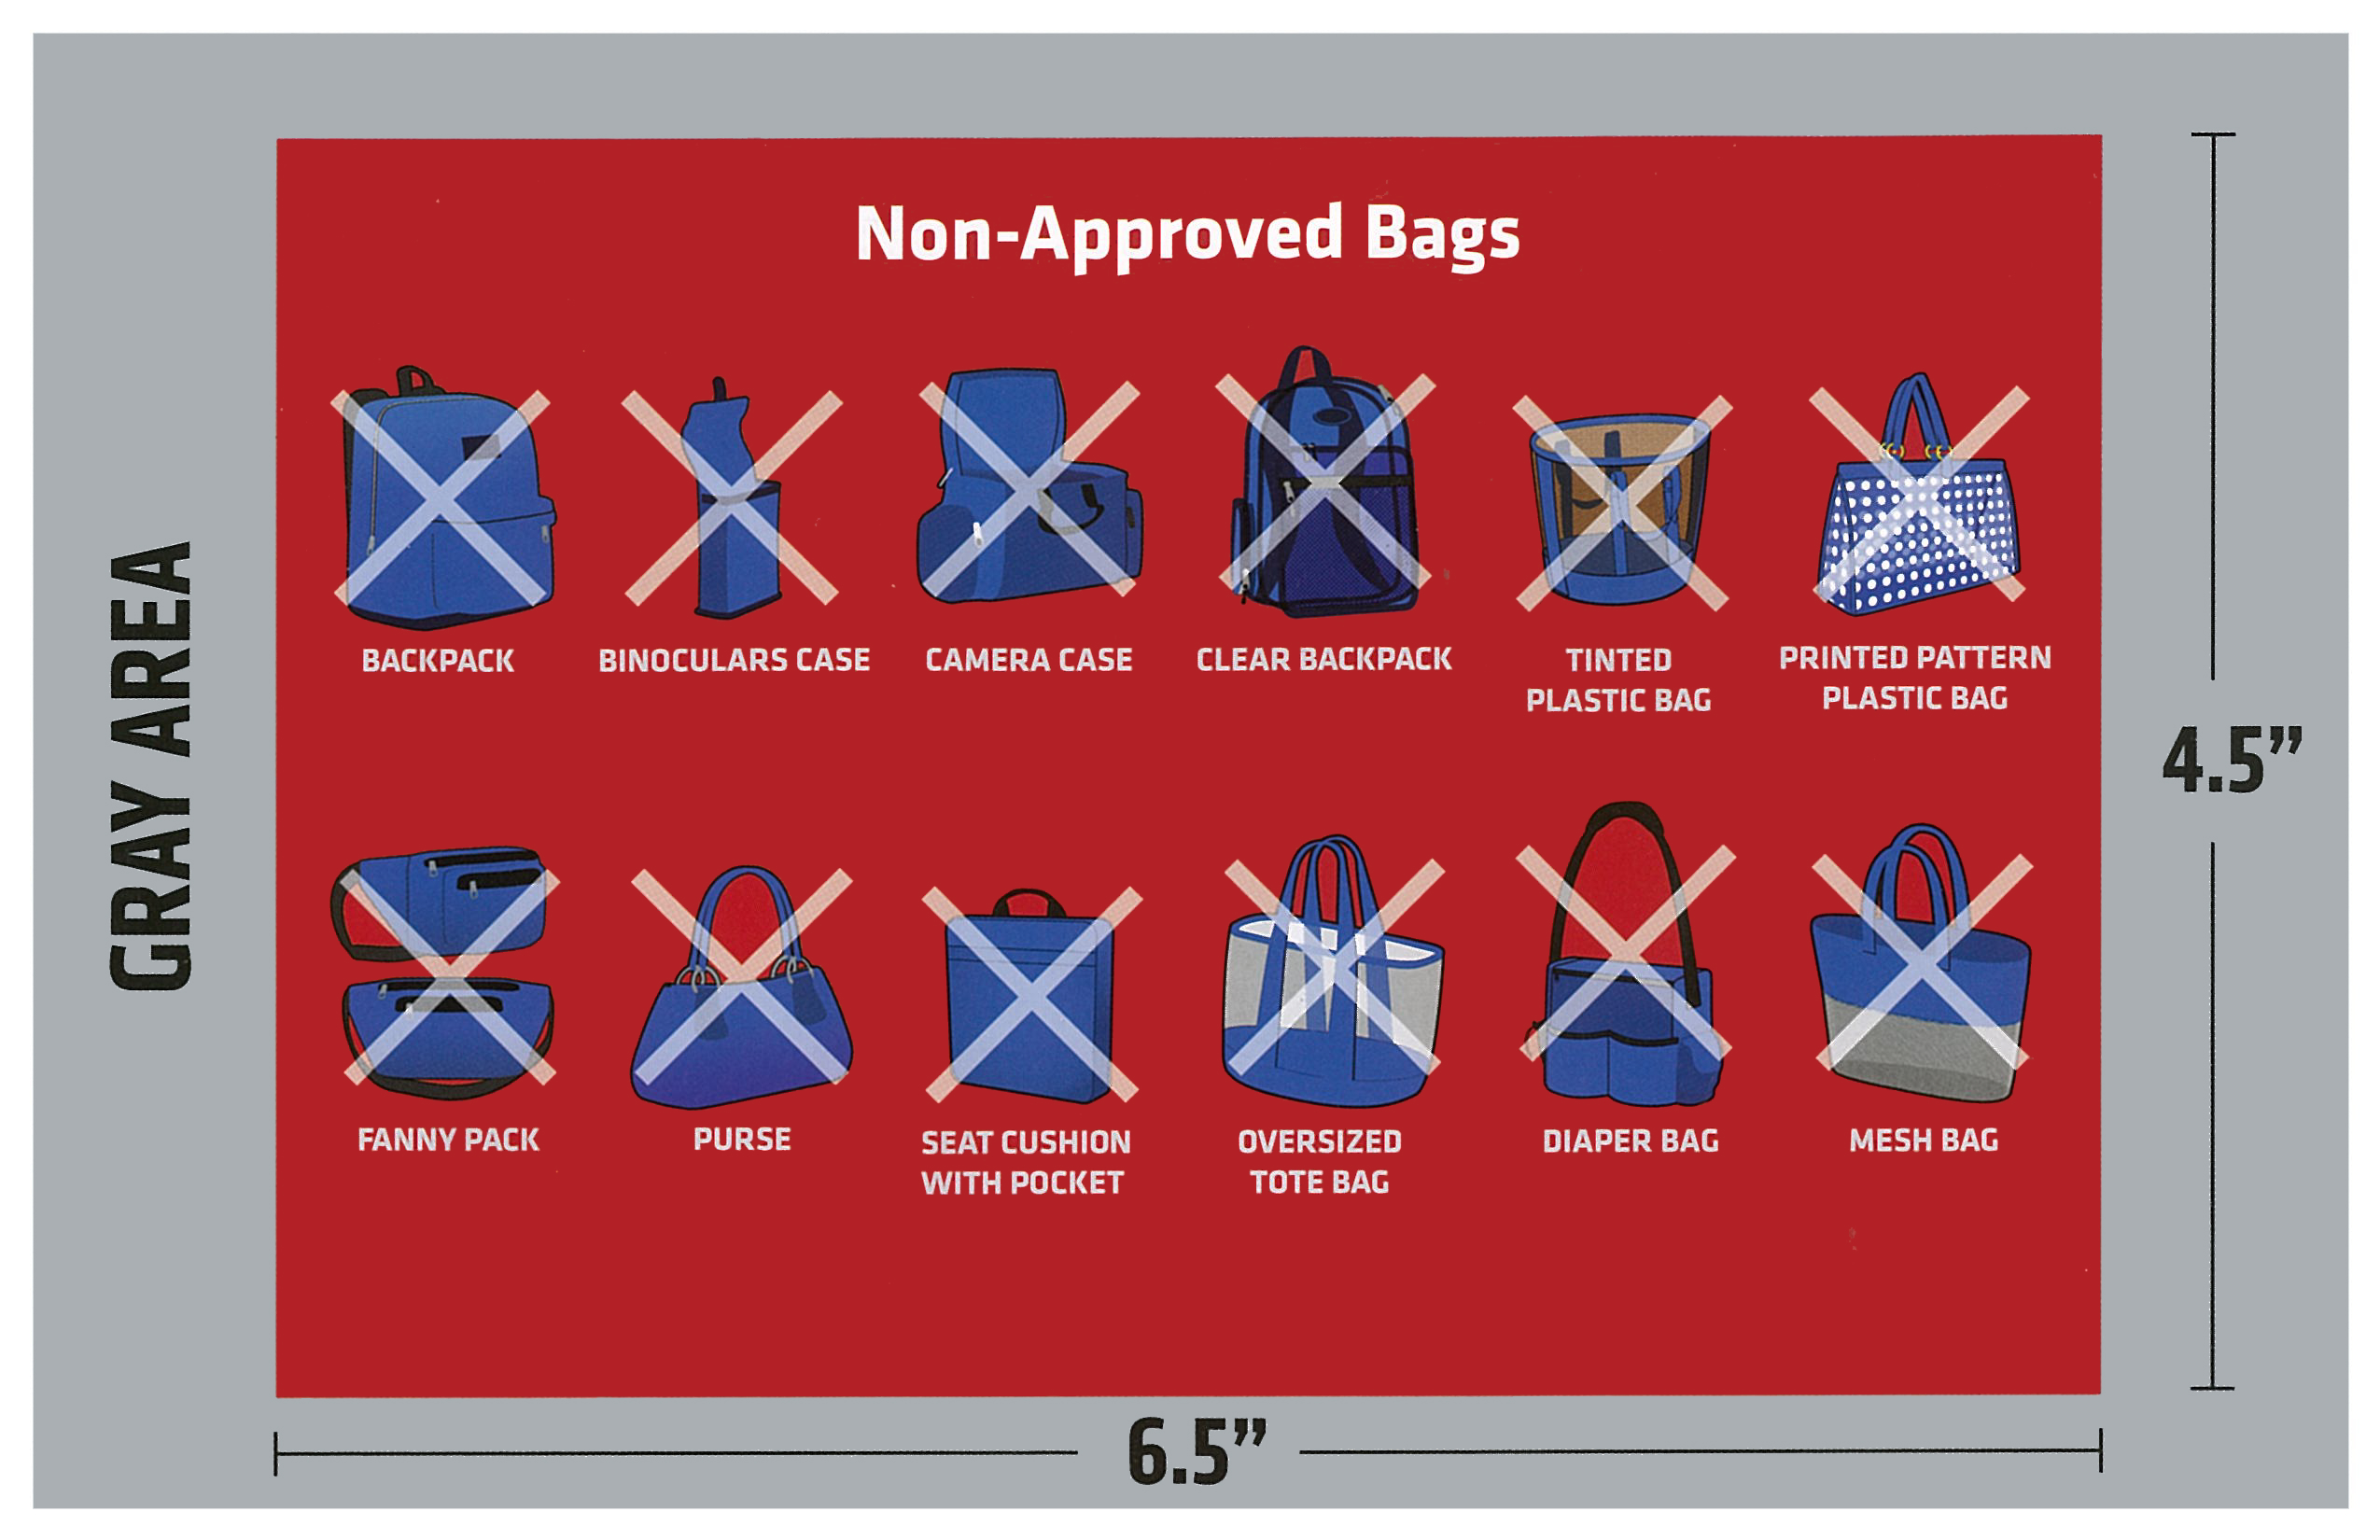 Non-Approved Bags
BACKPACK
BINOCULARS CASE
CAMERA CASE
CLEAR BACKPACK
TINTED
PLASTIC BAG
PRINTED PATTERN
PLASTIC BAG
FANNY PACK
PURSE
SEAT CUSHION
WITH POCKET
OVERSIZED
TOTE BAG
DIAPER BAG
MESH BAG
GRAY AREA
4.5”
6.5”